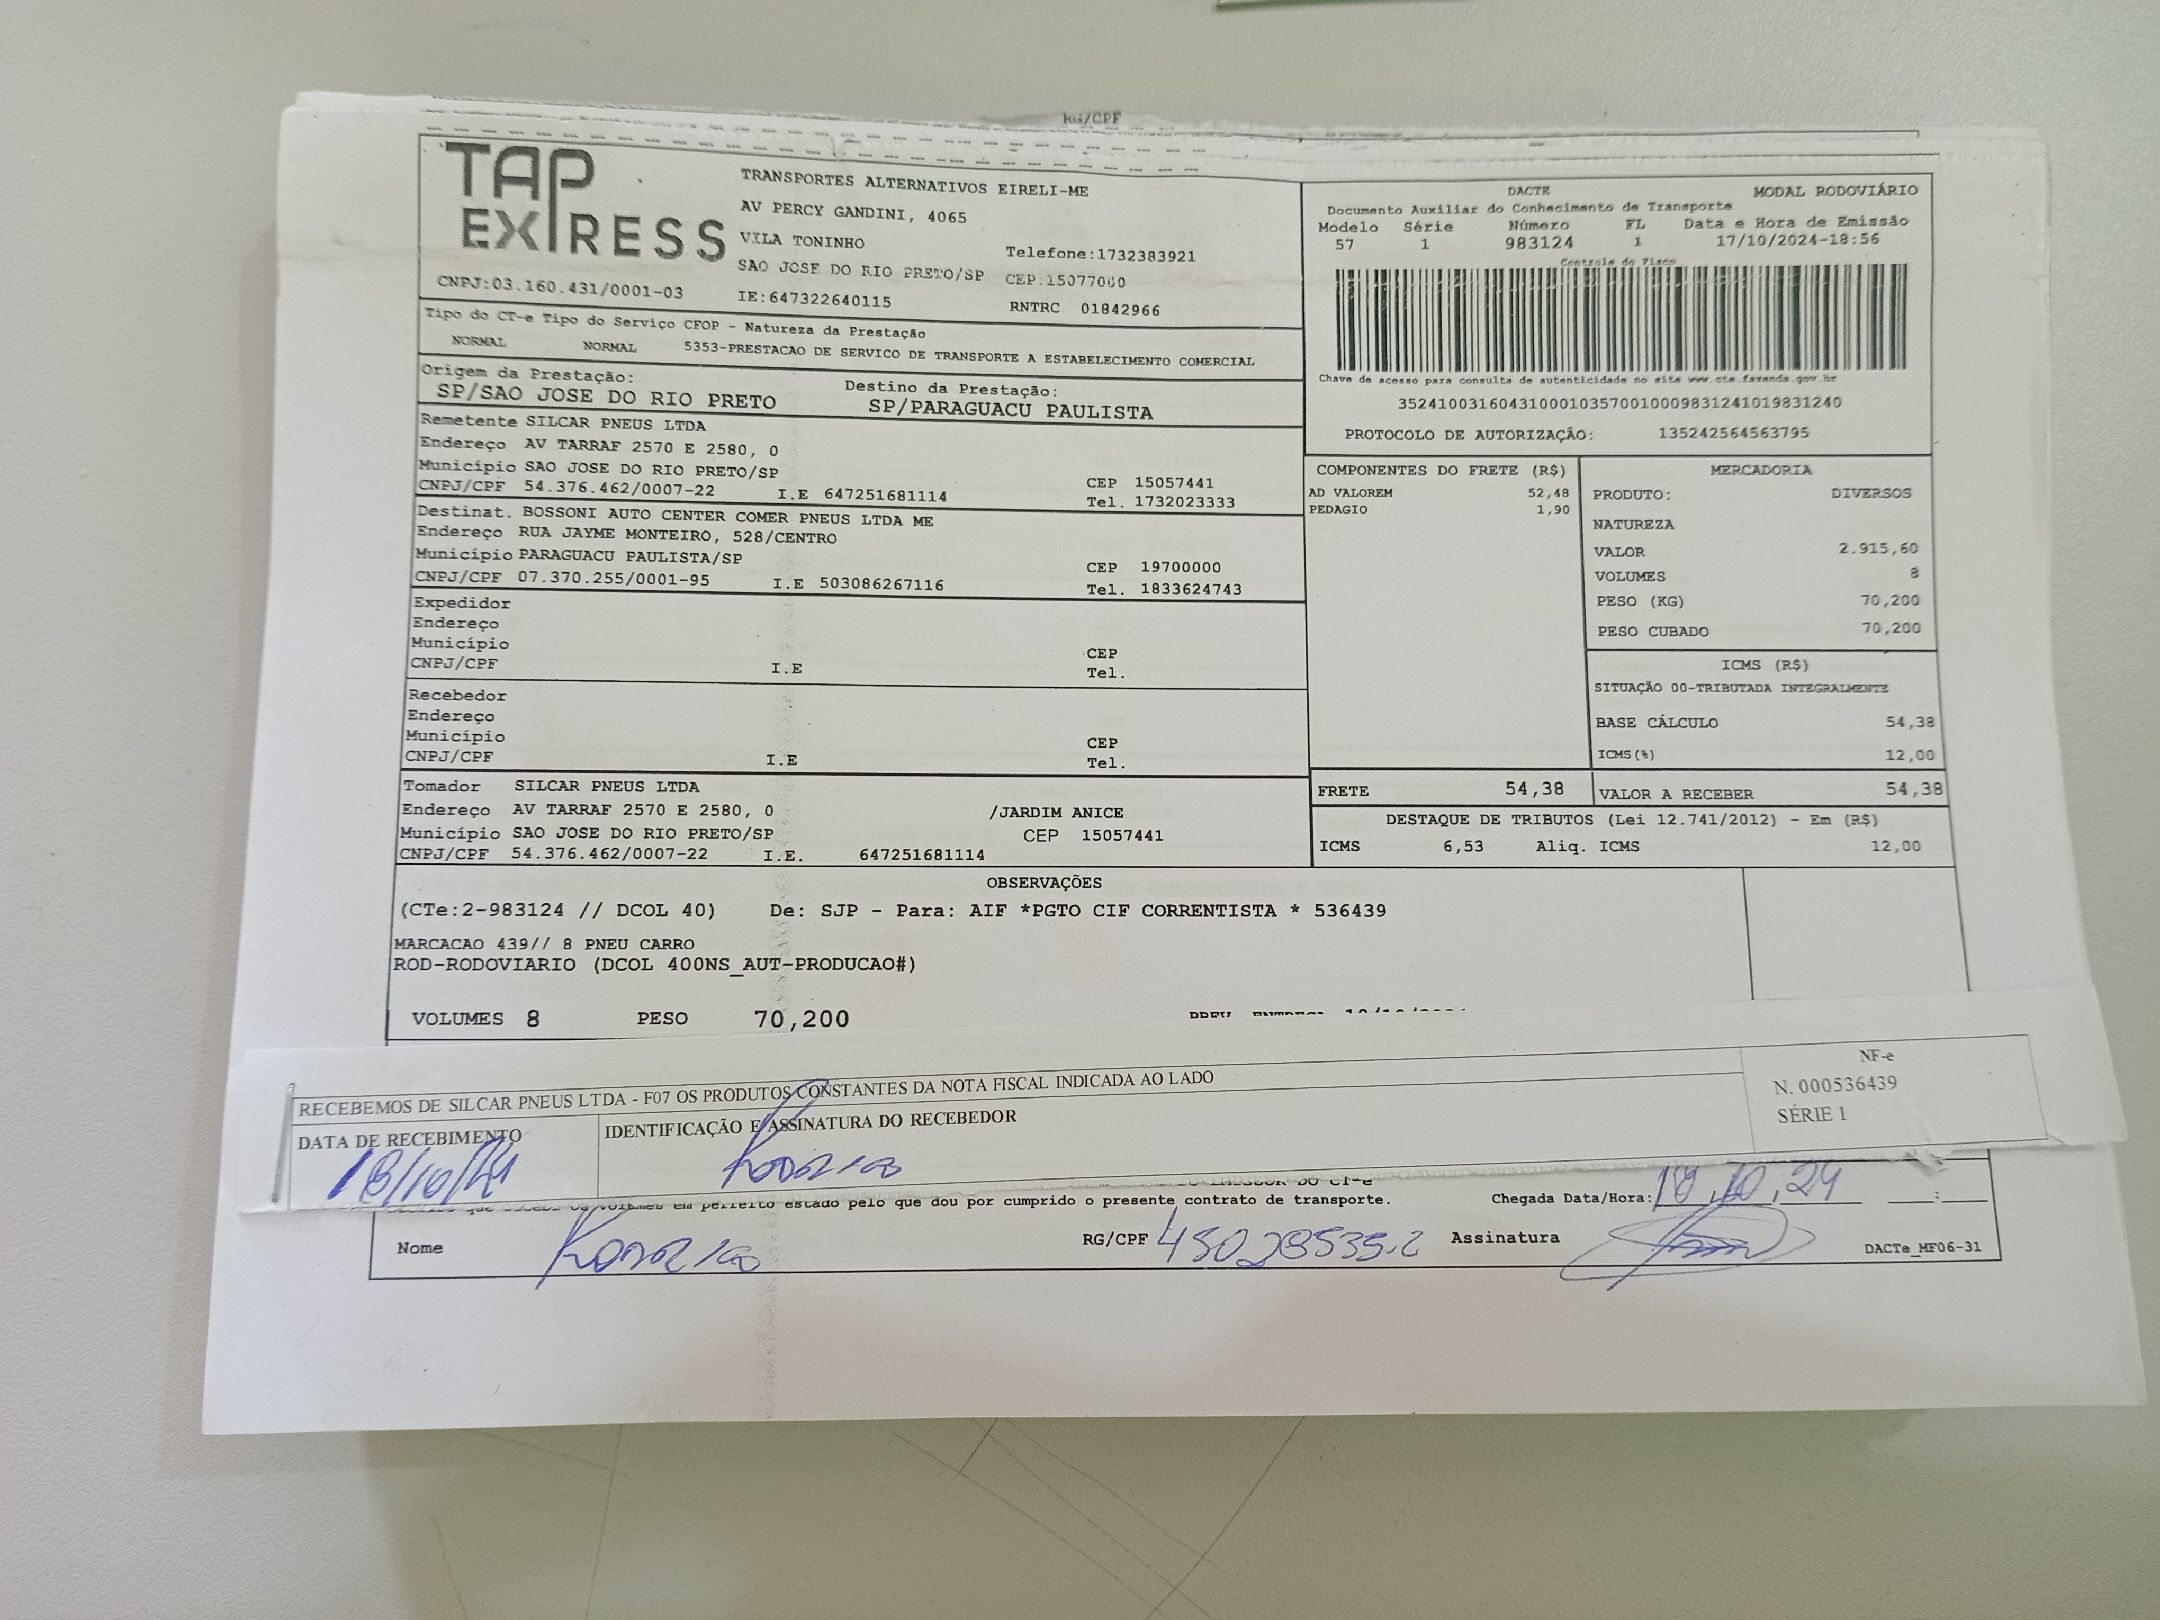 RG/CPF
TAP EXPRESS
TRANSPORTES ALTERNATIVOS EIRELI-ME
AV PERCY GANDINI, 4065
VILA TONINHO
Telefone:1732383921
SAO JOSE DO RIO PRETO/SP CEP:15077000
CNPJ:03.160.431/0001-03 IE:647322640115 RNTRC 01842966
DACTE MODAL RODOVIÁRIO
Documento Auxiliar do Conhecimento de Transporte
Modelo Série Número FL Data e Hora de Emissão
57 1 983124 1 17/10/2024-18:56
Controle do Fisco
Chave de acesso para consulta de autenticidade no site www.cte.fazenda.gov.br
35241003160431000103570010009831241019831240
PROTOCOLO DE AUTORIZAÇÃO: 135242564563795
Tipo do CT-e Tipo do Serviço CFOP - Natureza da Prestação
NORMAL NORMAL 5353-PRESTACAO DE SERVICO DE TRANSPORTE A ESTABELECIMENTO COMERCIAL
Origem da Prestação: Destino da Prestação:
SP/SAO JOSE DO RIO PRETO SP/PARAGUACU PAULISTA
Remetente SILCAR PNEUS LTDA
Endereço AV TARRAF 2570 E 2580, 0
Município SAO JOSE DO RIO PRETO/SP CEP 15057441
CNPJ/CPF 54.376.462/0007-22 I.E 647251681114 Tel. 1732023333
Destinat. BOSSONI AUTO CENTER COMER PNEUS LTDA ME
Endereço RUA JAYME MONTEIRO, 528/CENTRO
Município PARAGUACU PAULISTA/SP CEP 19700000
CNPJ/CPF 07.370.255/0001-95 I.E 503086267116 Tel. 1833624743
Expedidor
Endereço
Município CEP
CNPJ/CPF I.E Tel.
Recebedor
Endereço
Município CEP
CNPJ/CPF I.E Tel.
Tomador SILCAR PNEUS LTDA
Endereço AV TARRAF 2570 E 2580, 0 /JARDIM ANICE
Município SAO JOSE DO RIO PRETO/SP CEP 15057441
CNPJ/CPF 54.376.462/0007-22 I.E. 647251681114
COMPONENTES DO FRETE (R$)
AD VALOREM 52,48
PEDAGIO 1,90
MERCADORIA
PRODUTO: DIVERSOS
NATUREZA
VALOR 2.915,60
VOLUMES 8
PESO (KG) 70,200
PESO CUBADO 70,200
ICMS (R$)
SITUAÇÃO 00-TRIBUTADA INTEGRALMENTE
BASE CÁLCULO 54,38
ICMS(%) 12,00
FRETE 54,38 VALOR A RECEBER 54,38
DESTAQUE DE TRIBUTOS (Lei 12.741/2012) - Em (R$)
ICMS 6,53 Aliq. ICMS 12,00
OBSERVAÇÕES
(CTe:2-983124 // DCOL 40) De: SJP - Para: AIF *PGTO CIF CORRENTISTA * 536439
MARCACAO 439// 8 PNEU CARRO
ROD-RODOVIARIO (DCOL 400NS_AUT-PRODUCAO#)
VOLUMES 8 PESO 70,200
RECEBEMOS DE SILCAR PNEUS LTDA - F07 OS PRODUTOS CONSTANTES DA NOTA FISCAL INDICADA AO LADO
DATA DE RECEBIMENTO IDENTIFICAÇÃO E ASSINATURA DO RECEBEDOR
18/10/24 Rodrigo
NF-e
N. 000536439
SÉRIE 1
volumes em perfeito estado pelo que dou por cumprido o presente contrato de transporte. Chegada Data/Hora: 18,10,24 :
Nome Rodrigo RG/CPF 45028535.2 Assinatura
DACTe_MF06-31